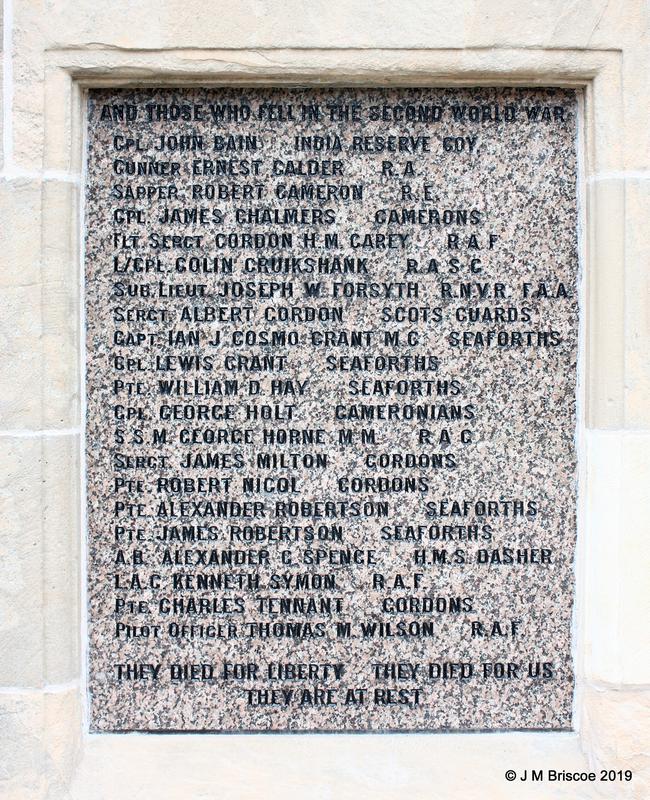 AND THOSE WHO FELL IN THE SECOND WORLD WAR
CPL. JOHN BAIN INDIA RESERVE COY.
GUNNER ERNEST CALDER R.A.
SAPPER ROBERT CAMERON R.E.
CPL. JAMES CHALMERS CAMERONS
FLT. SERGT. GORDON H.M. CAREY R.A.F.
L/CPL. COLIN CRUIKSHANK R.A.S.C.
SUB. LIEUT. JOSEPH W. FORSYTH R.N.V.R. F.A.A.
SERGT. ALBERT GORDON SCOTS GUARDS
CAPT. IAN J. COSMO GRANT M.C. SEAFORTHS
CPL. LEWIS GRANT SEAFORTHS
PTE. WILLIAM D. HAY SEAFORTHS
CPL. GEORGE HOLT CAMERONIANS
S.S.M. GEORGE HORNE M.M. R.A.C.
SERGT. JAMES MILTON GORDONS
PTE. ROBERT NICOL GORDONS
PTE. ALEXANDER ROBERTSON SEAFORTHS
PTE. JAMES ROBERTSON SEAFORTHS
A.B. ALEXANDER G. SPENCE H.M.S. DASHER
L.A.C. KENNETH SYMON R.A.F.
PTE. CHARLES TENNANT GORDONS
PILOT OFFICER THOMAS M. WILSON R.A.F.
THEY DIED FOR LIBERTY THEY DIED FOR US
THEY ARE AT REST
© J M Briscoe 2019